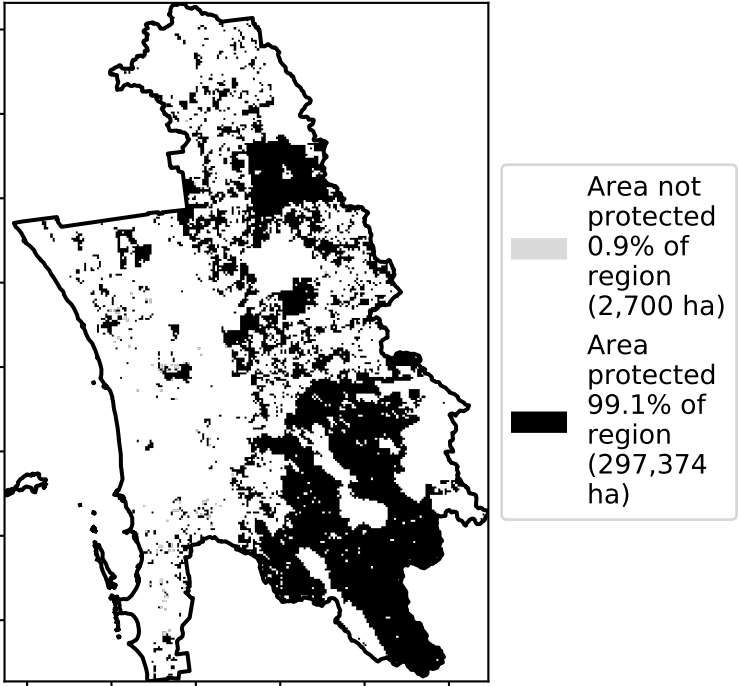 Area not
protected
0.9% of
region
(2,700 ha)
Area
protected
99.1% of
region
(297,374
ha)